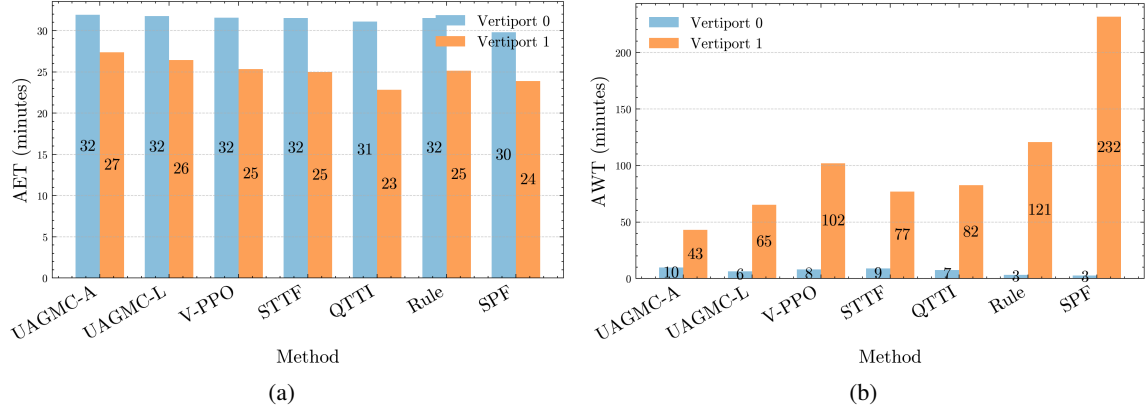 Vertiport 0
Vertiport 1
AET (minutes)
30
25
20
15
10
5
0
32 32 32 32 31 32 30
27 26 25 25 23 25 24
UAGMC-A UAGMC-L V-PPO STTF QTTI Rule SPF
Method
(a)
Vertiport 0
Vertiport 1
AWT (minutes)
200
150
100
50
0
10 6 8 9 7 3 3
43 65 102 77 82 121 232
UAGMC-A UAGMC-L V-PPO STTF QTTI Rule SPF
Method
(b)